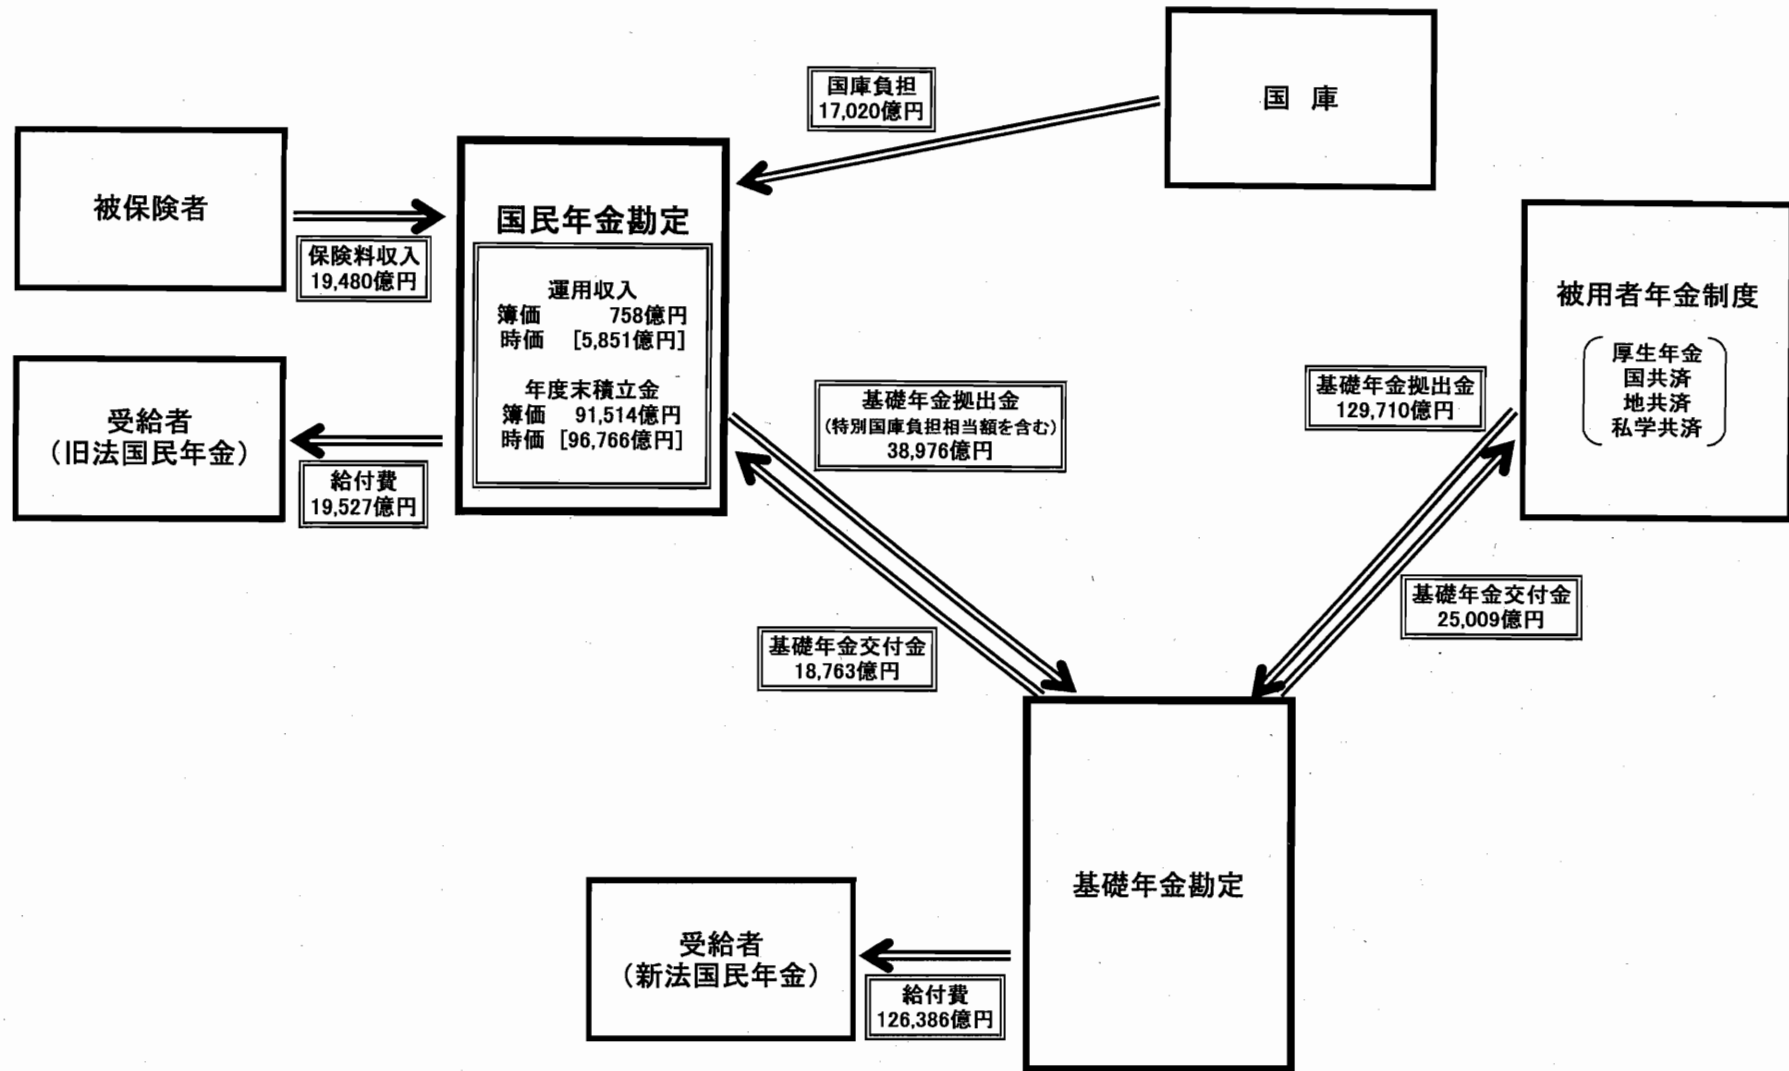 国庫
国庫負担
17,020億円
被保険者
保険料収入
19,480億円
国民年金勘定
運用収入
簿価 758億円
時価 [5,851億円]
年度末積立金
簿価 91,514億円
時価 [96,766億円]
受給者
（旧法国民年金）
給付費
19,527億円
基礎年金拠出金
（特別国庫負担相当額を含む）
38,976億円
基礎年金交付金
18,763億円
被用者年金制度
厚生年金
国共済
地共済
私学共済
基礎年金拠出金
129,710億円
基礎年金交付金
25,009億円
基礎年金勘定
受給者
（新法国民年金）
給付費
126,386億円